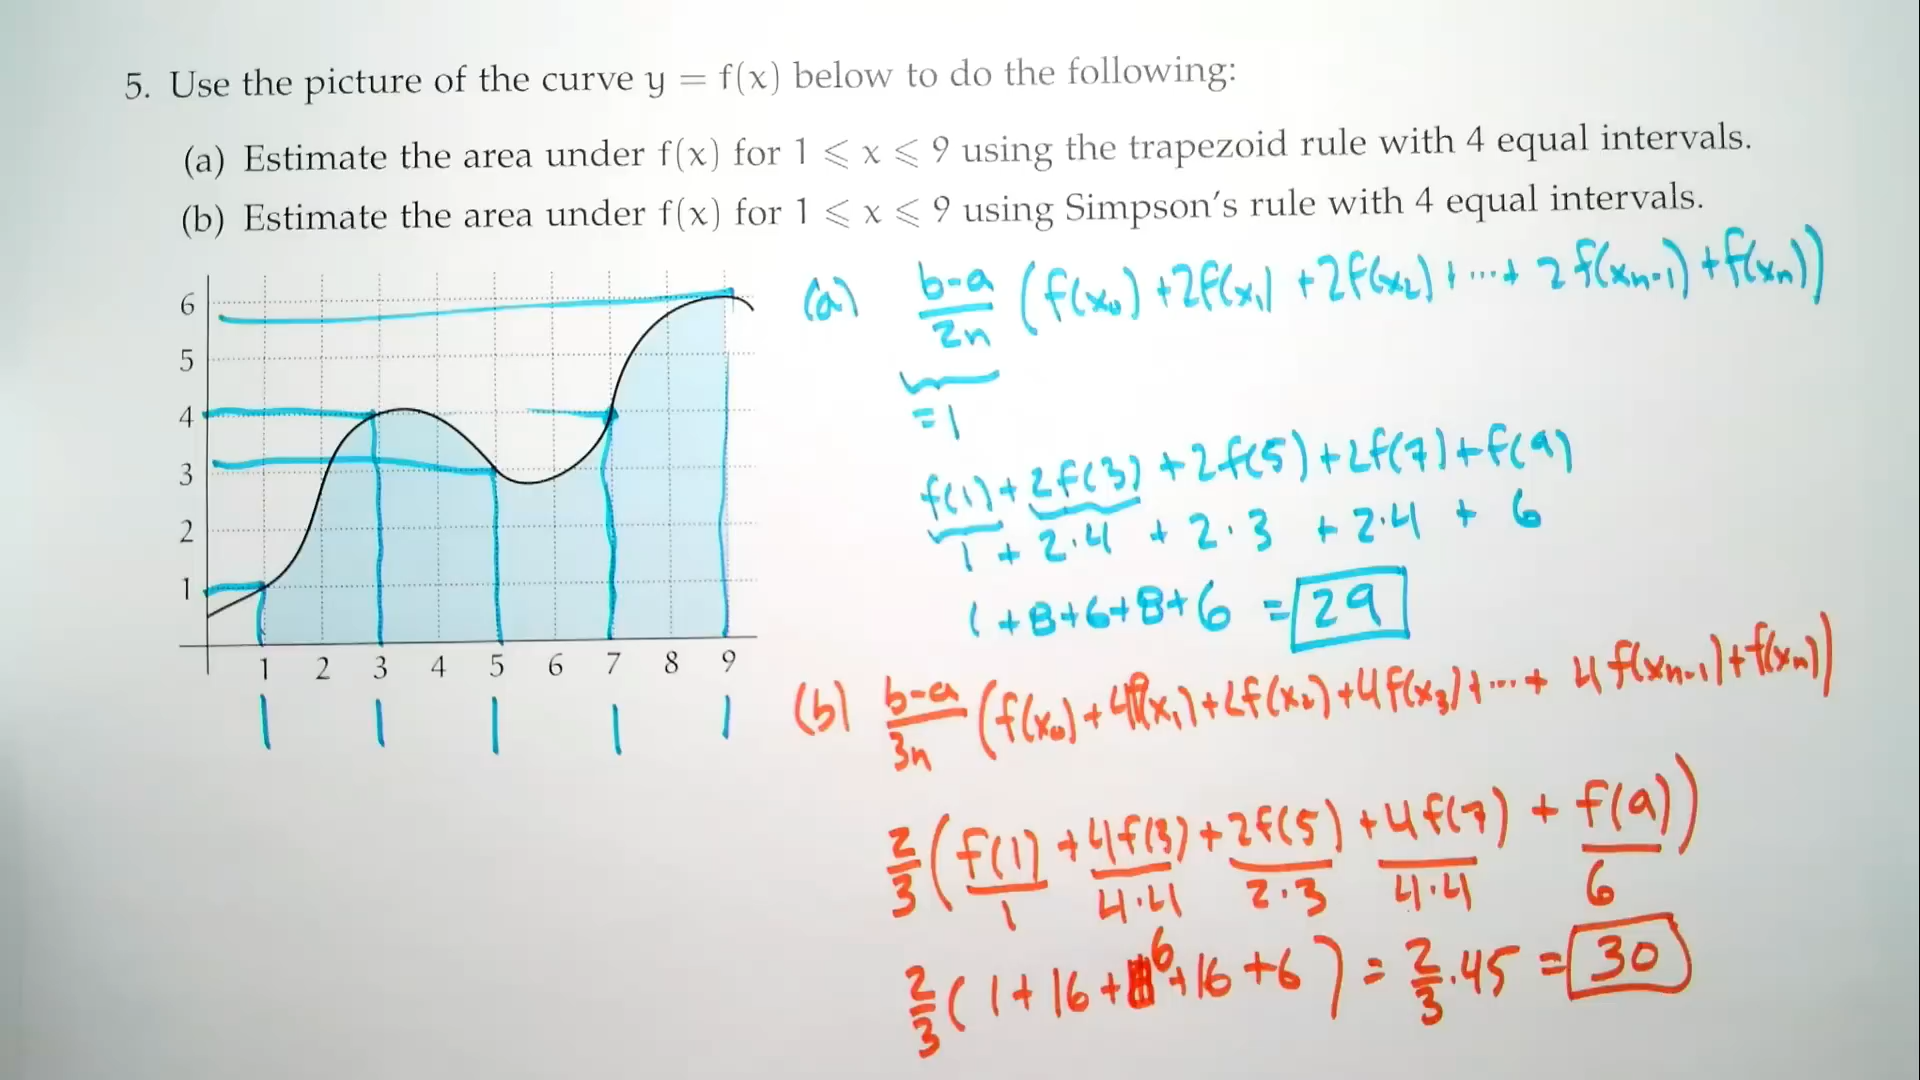 5. Use the picture of the curve y = f(x) below to do the following:
(a) Estimate the area under f(x) for 1 ⩽ x ⩽ 9 using the trapezoid rule with 4 equal intervals.
(b) Estimate the area under f(x) for 1 ⩽ x ⩽ 9 using Simpson's rule with 4 equal intervals.
6
5
4
3
2
1
1 2 3 4 5 6 7 8 9
(a) b-a/2n (f(x₀) + 2f(x₁) + 2f(x₂) + ··· + 2f(xₙ₋₁) + f(xₙ))
= 1
f(1) + 2f(3) + 2f(5) + 2f(7) + f(9)
1 + 2·4 + 2·3 + 2·4 + 6
1 + 8 + 6 + 8 + 6 = 29
(b) b-a/3n (f(x₀) + 4f(x₁) + 2f(x₂) + 4f(x₃) + ··· + 4f(xₙ₋₁) + f(xₙ))
2/3 (f(1) + 4f(3) + 2f(5) + 4f(7) + f(9))
1 4·4 2·3 4·4 6
2/3 (1 + 16 + 6 + 16 + 6) = 2/3 · 45 = 30